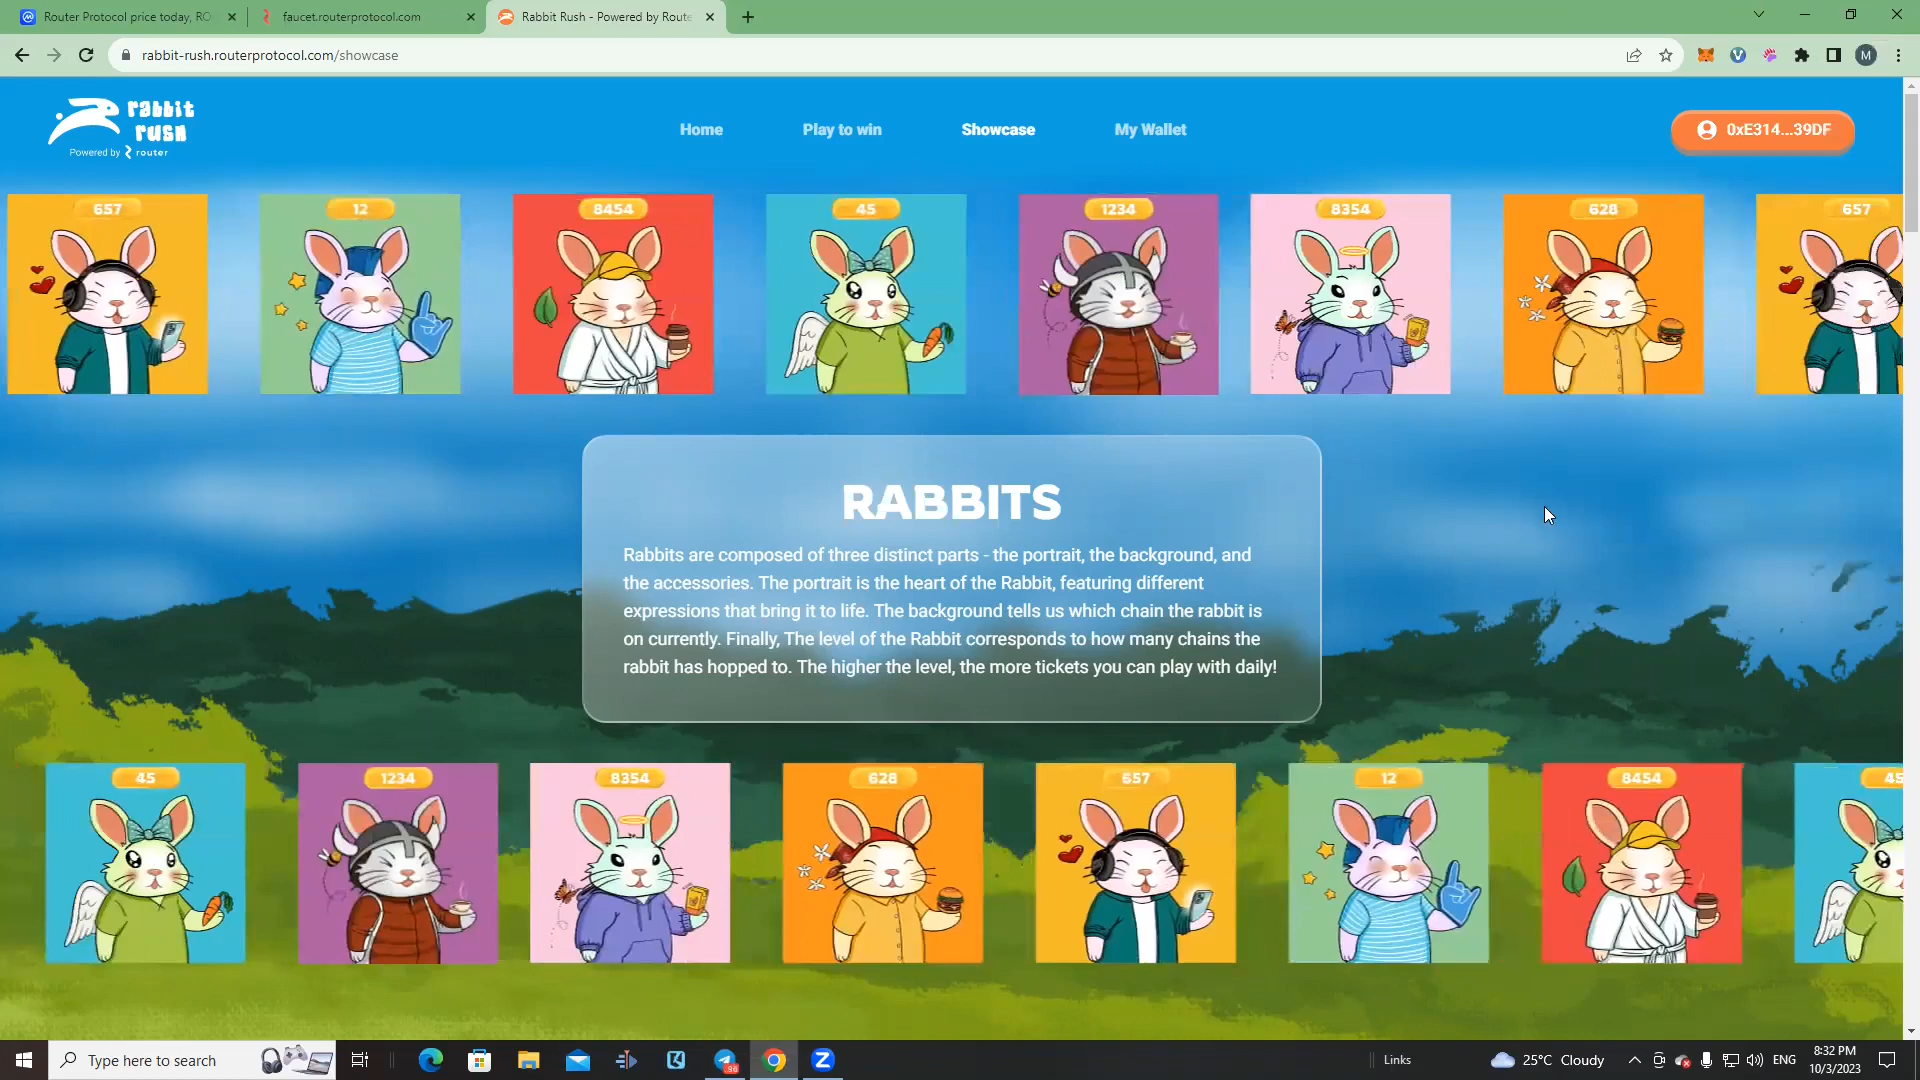 Router Protocol price today, RO
faucet.routerprotocol.com
Rabbit Rush - Powered by Route
rabbit-rush.routerprotocol.com/showcase
M
rabbit
rush
Powered by router
Home
Play to win
Showcase
My Wallet
0xE314...39DF
657
12
8454
45
1234
8354
628
657
RABBITS
Rabbits are composed of three distinct parts - the portrait, the background, and
the accessories. The portrait is the heart of the Rabbit, featuring different
expressions that bring it to life. The background tells us which chain the rabbit is
on currently. Finally, The level of the Rabbit corresponds to how many chains the
rabbit has hopped to. The higher the level, the more tickets you can play with daily!
45
1234
8354
628
657
12
8454
45
Type here to search
96
Z
Links
25°C Cloudy
ENG
8:32 PM
10/3/2023